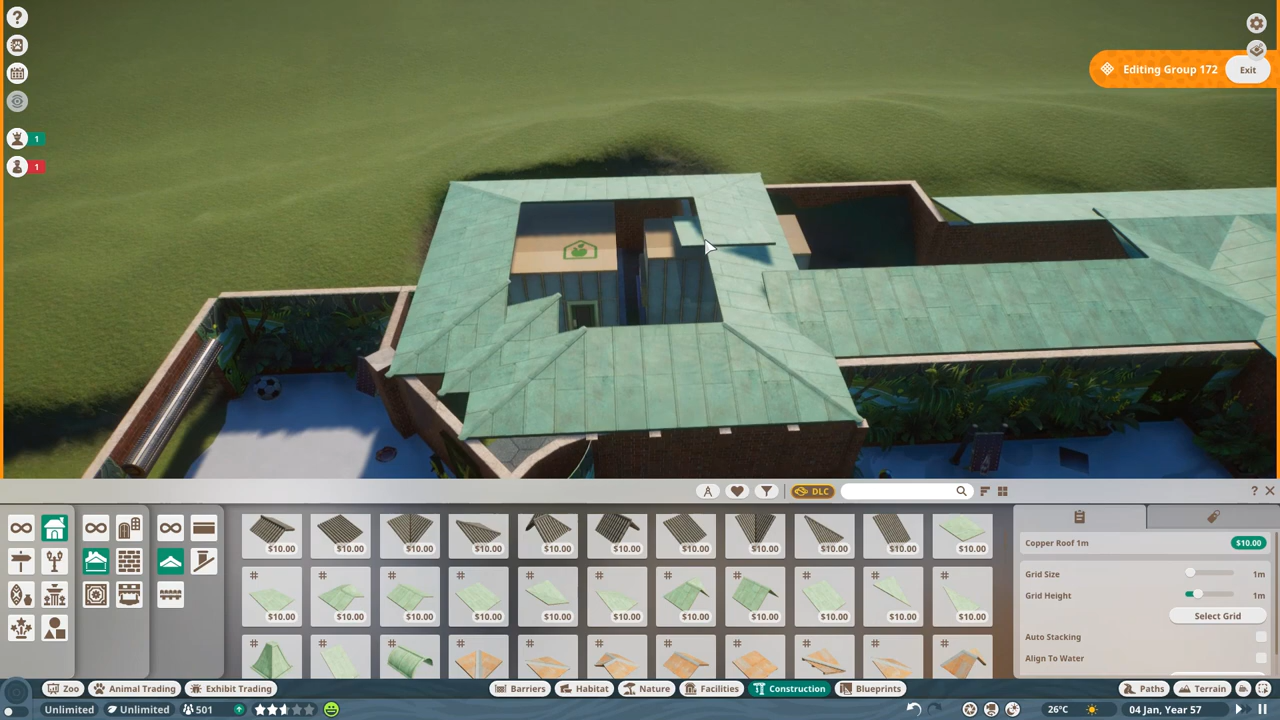 Editing Group 172
Exit
1
1
DLC
$10.00 $10.00 $10.00 $10.00 $10.00 $10.00 $10.00 $10.00 $10.00 $10.00 $10.00
$10.00 $10.00 $10.00 $10.00 $10.00 $10.00 $10.00 $10.00 $10.00 $10.00 $10.00
Copper Roof 1m $10.00
Grid Size 1m
Grid Height 1m
Select Grid
Auto Stacking
Align To Water
Zoo Animal Trading Exhibit Trading Barriers Habitat Nature Facilities Construction Blueprints Paths Terrain
Unlimited Unlimited 501 26°C 04 Jan, Year 57